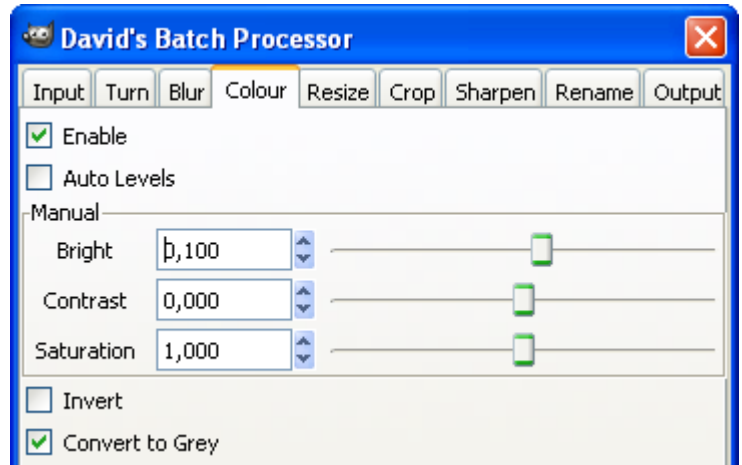 David's Batch Processor
Input Turn Blur Colour Resize Crop Sharpen Rename Output
Enable
Auto Levels
Manual
Bright 0,100
Contrast 0,000
Saturation 1,000
Invert
Convert to Grey